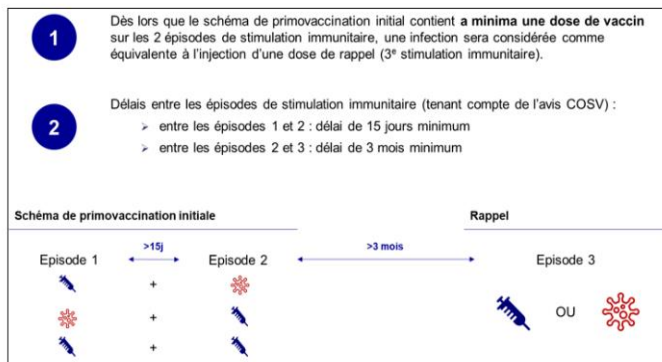 1
Dès lors que le schéma de primovaccination initial contient a minima une dose de vaccin
sur les 2 épisodes de stimulation immunitaire, une infection sera considérée comme
équivalente à l'injection d'une dose de rappel (3e stimulation immunitaire).
2
Délais entre les épisodes de stimulation immunitaire (tenant compte de l'avis COSV) :
➢ entre les épisodes 1 et 2 : délai de 15 jours minimum
➢ entre les épisodes 2 et 3 : délai de 3 mois minimum
Schéma de primovaccination initiale
Rappel
>15j
>3 mois
Episode 1
Episode 2
Episode 3
+
+
OU
+